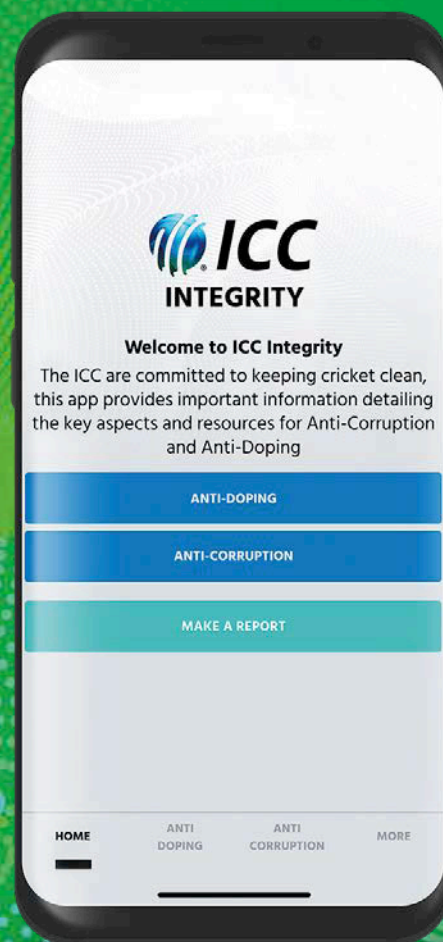 ICC
INTEGRITY
Welcome to ICC Integrity
The ICC are committed to keeping cricket clean,
this app provides important information detailing
the key aspects and resources for Anti-Corruption
and Anti-Doping
ANTI-DOPING
ANTI-CORRUPTION
MAKE A REPORT
HOME
ANTI
DOPING
ANTI
CORRUPTION
MORE